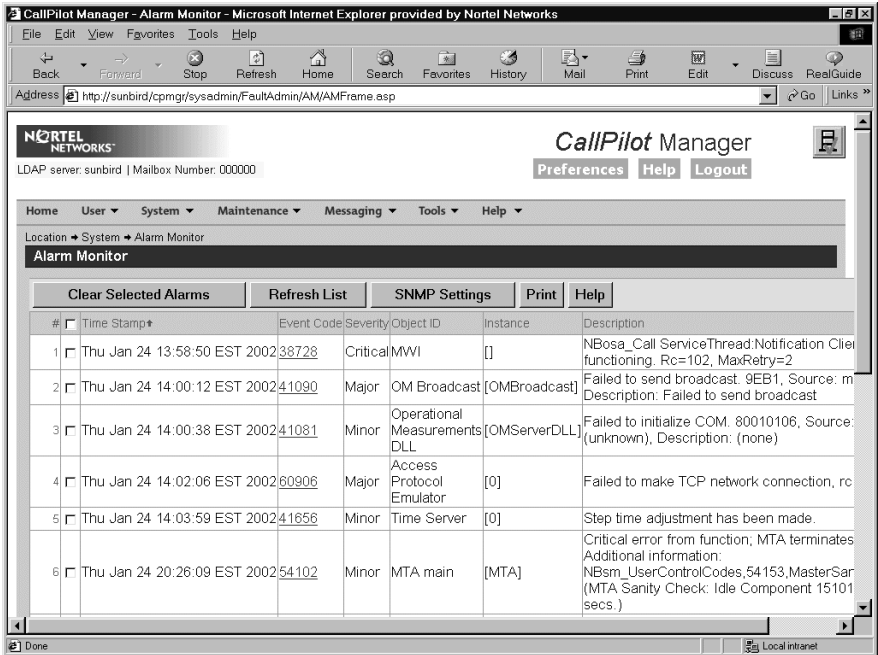 CallPilot Manager - Alarm Monitor - Microsoft Internet Explorer provided by Nortel Networks
File Edit View Favorites Tools Help
Back Forward Stop Refresh Home Search Favorites History Mail Print Edit Discuss RealGuide
Address http://sunbird/cpmgr/sysadmin/FaultAdmin/AM/AMFrame.asp Go Links »
NORTEL
NETWORKS
CallPilot Manager
LDAP server: sunbird | Mailbox Number: 000000
Preferences Help Logout
Home User System Maintenance Messaging Tools Help
Location → System → Alarm Monitor
Alarm Monitor
Clear Selected Alarms Refresh List SNMP Settings Print Help
# Time Stamp Event Code Severity Object ID Instance Description
1 Thu Jan 24 13:58:50 EST 2002 38728 Critical MWI [] NBosa_Call ServiceThread:Notification Clie
functioning. Rc=102, MaxRetry=2
2 Thu Jan 24 14:00:12 EST 2002 41090 Major OM Broadcast [OMBroadcast] Failed to send broadcast. 9EB1, Source: m
Description: Failed to send broadcast
3 Thu Jan 24 14:00:38 EST 2002 41081 Minor Operational
Measurements
DLL
[OMServerDLL] Failed to initialize COM. 80010106, Source:
(unknown), Description: (none)
4 Thu Jan 24 14:02:06 EST 2002 60906 Major Access
Protocol
Emulator
[0] Failed to make TCP network connection, rc
5 Thu Jan 24 14:03:59 EST 2002 41656 Minor Time Server [0] Step time adjustment has been made.
6 Thu Jan 24 20:26:09 EST 2002 54102 Minor MTA main [MTA] Critical error from function; MTA terminates
Additional information:
NBsm_UserControlCodes,54153,MasterSan
(MTA Sanity Check: Idle Component 15101
secs.)
Done Local intranet